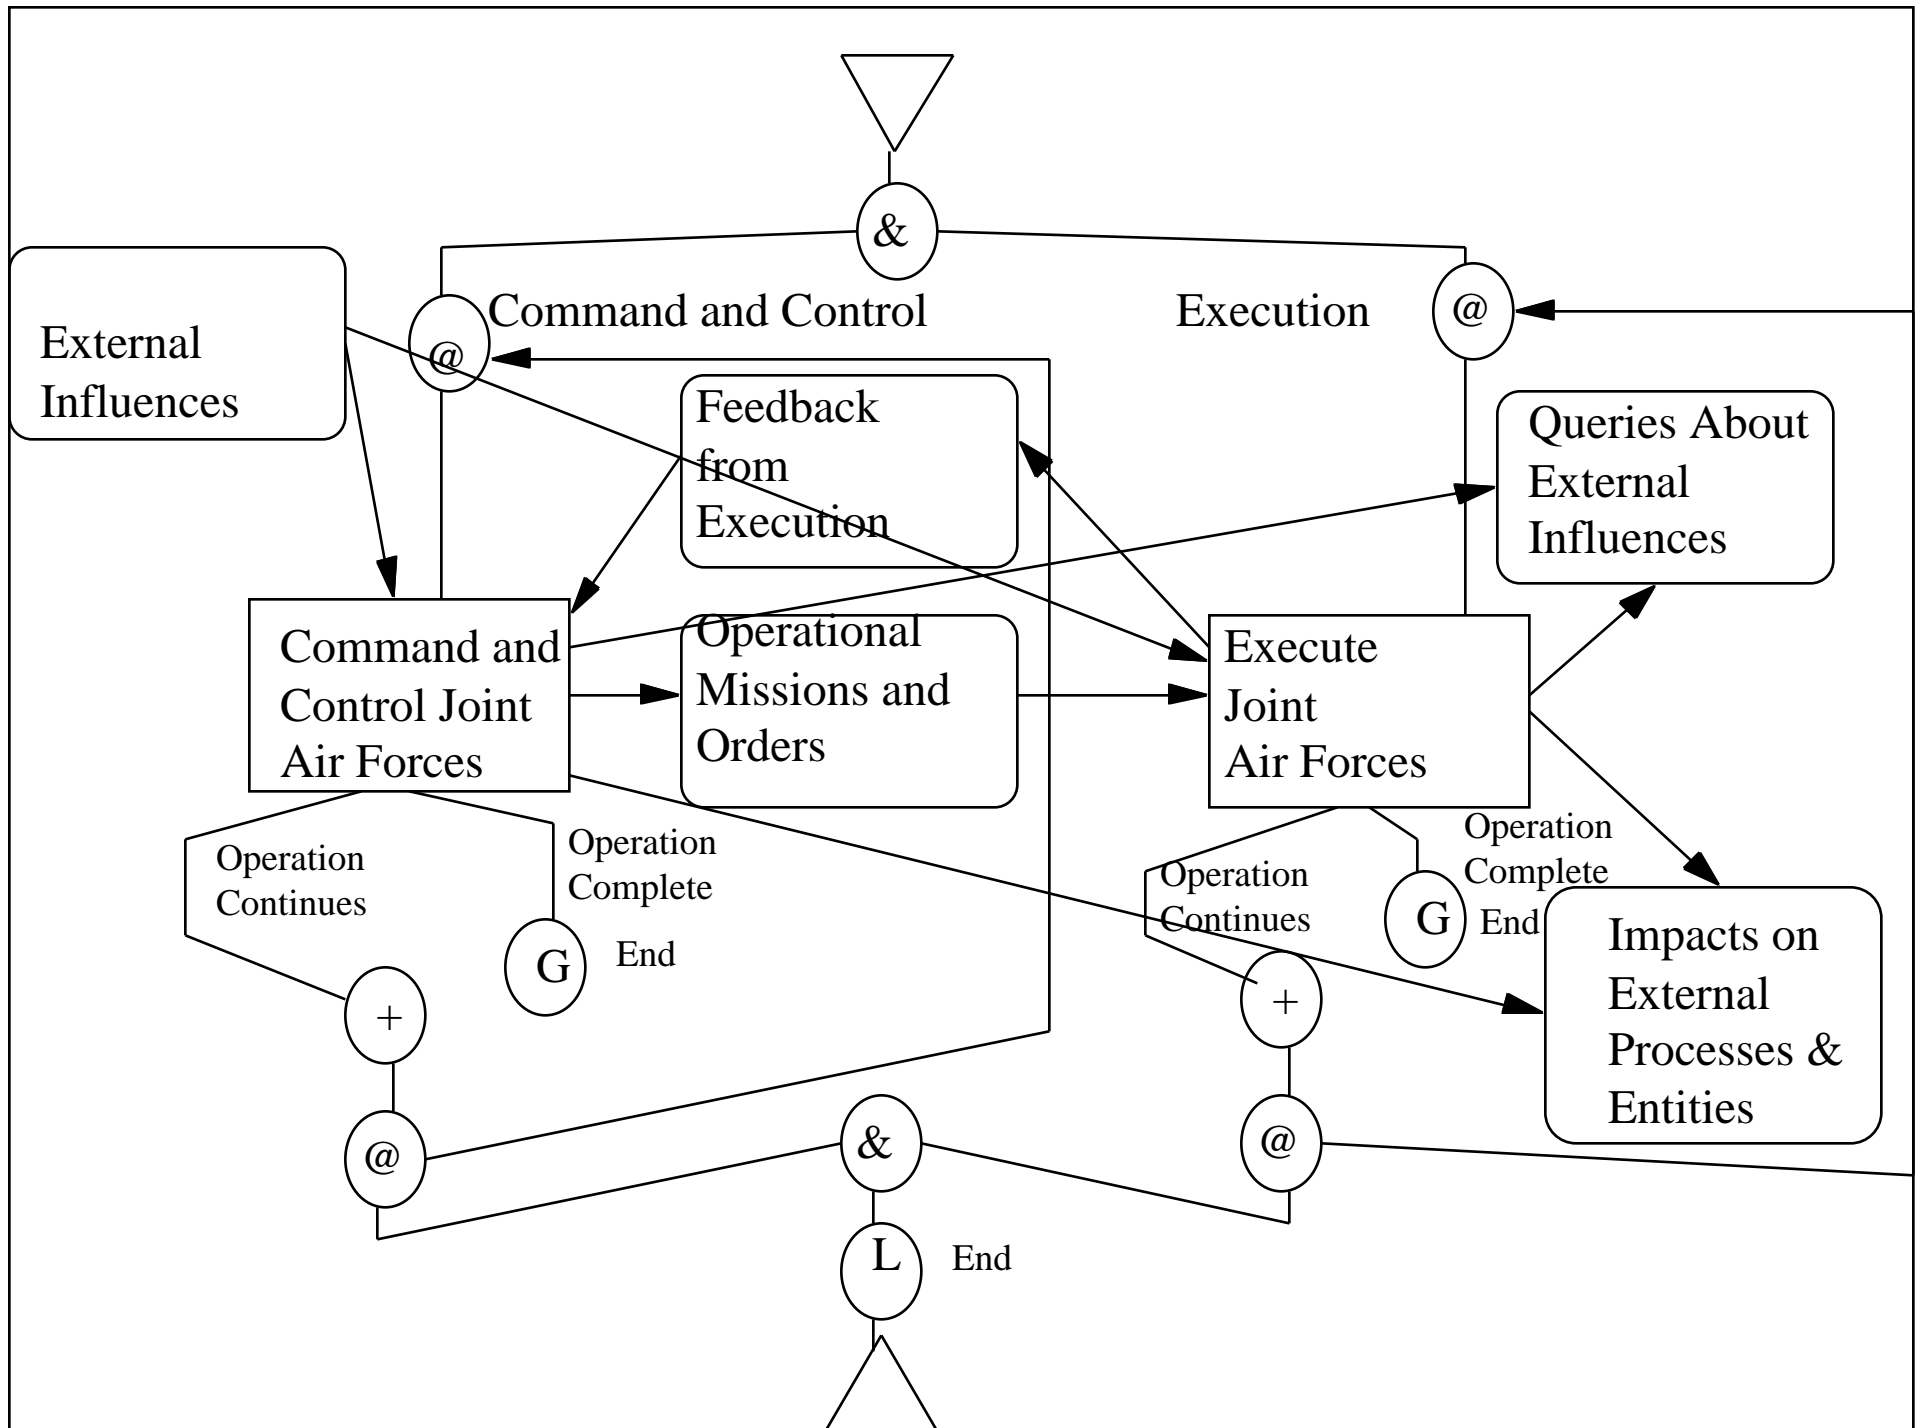 &
Command and Control
Execution
@
@
External
Influences
Feedback
from
Execution
Queries About
External
Influences
Command and
Control Joint
Air Forces
Operational
Missions and
Orders
Execute
Joint
Air Forces
Operation
Continues
Operation
Complete
G
End
Operation
Continues
Operation
Complete
G
End
Impacts on
External
Processes &
Entities
+
+
@
&
@
L
End